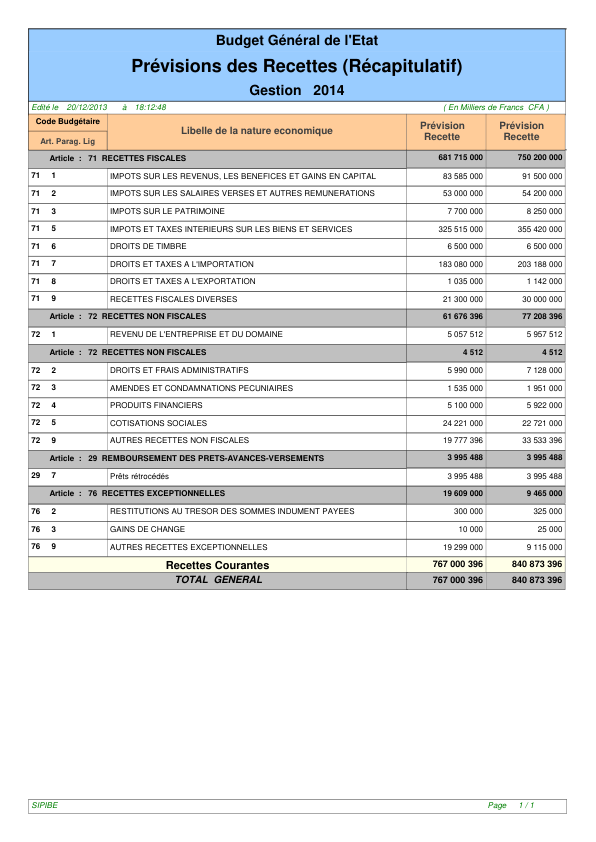 Budget Général de l'Etat
Prévisions des Recettes (Récapitulatif)
Gestion 2014
Edité le 20/12/2013 à 18:12:48 ( En Milliers de Francs CFA )
Code Budgétaire Libelle de la nature economique Prévision Recette Prévision Recette
Art. Parag. Lig
Article : 71 RECETTES FISCALES 681 715 000 750 200 000
71 1 IMPOTS SUR LES REVENUS, LES BENEFICES ET GAINS EN CAPITAL 83 585 000 91 500 000
71 2 IMPOTS SUR LES SALAIRES VERSES ET AUTRES REMUNERATIONS 53 000 000 54 200 000
71 3 IMPOTS SUR LE PATRIMOINE 7 700 000 8 250 000
71 5 IMPOTS ET TAXES INTERIEURS SUR LES BIENS ET SERVICES 325 515 000 355 420 000
71 6 DROITS DE TIMBRE 6 500 000 6 500 000
71 7 DROITS ET TAXES A L'IMPORTATION 183 080 000 203 188 000
71 8 DROITS ET TAXES A L'EXPORTATION 1 035 000 1 142 000
71 9 RECETTES FISCALES DIVERSES 21 300 000 30 000 000
Article : 72 RECETTES NON FISCALES 61 676 396 77 208 396
72 1 REVENU DE L'ENTREPRISE ET DU DOMAINE 5 057 512 5 957 512
Article : 72 RECETTES NON FISCALES 4 512 4 512
72 2 DROITS ET FRAIS ADMINISTRATIFS 5 990 000 7 128 000
72 3 AMENDES ET CONDAMNATIONS PECUNIAIRES 1 535 000 1 951 000
72 4 PRODUITS FINANCIERS 5 100 000 5 922 000
72 5 COTISATIONS SOCIALES 24 221 000 22 721 000
72 9 AUTRES RECETTES NON FISCALES 19 777 396 33 533 396
Article : 29 REMBOURSEMENT DES PRETS-AVANCES-VERSEMENTS 3 995 488 3 995 488
29 7 Prêts rétrocédés 3 995 488 3 995 488
Article : 76 RECETTES EXCEPTIONNELLES 19 609 000 9 465 000
76 2 RESTITUTIONS AU TRESOR DES SOMMES INDUMENT PAYEES 300 000 325 000
76 3 GAINS DE CHANGE 10 000 25 000
76 9 AUTRES RECETTES EXCEPTIONNELLES 19 299 000 9 115 000
Recettes Courantes 767 000 396 840 873 396
TOTAL GENERAL 767 000 396 840 873 396
SIPIBE Page 1 / 1